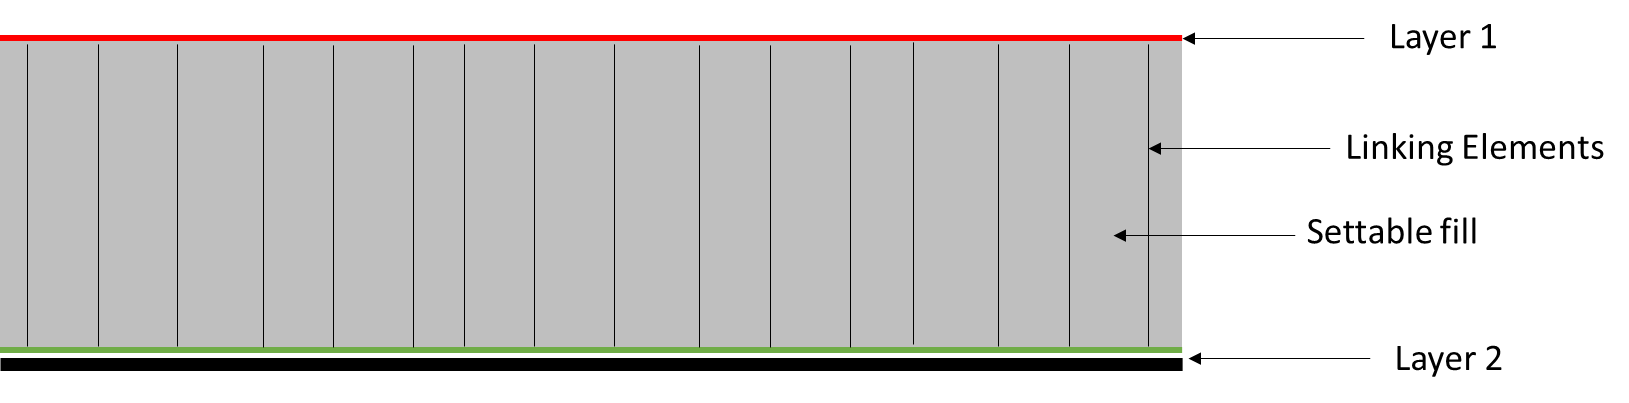 Layer 1
Linking Elements
Settable fill
Layer 2